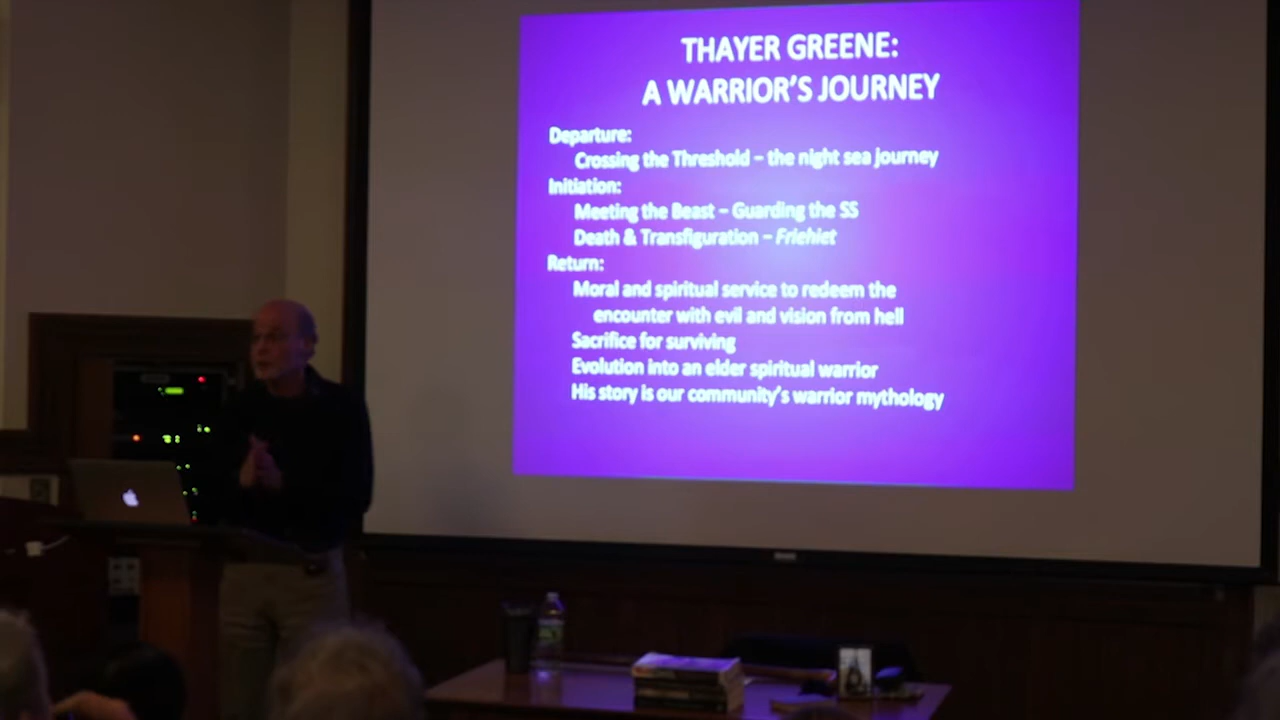 THAYER GREENE:
A WARRIOR'S JOURNEY
Departure:
Crossing the Threshold – the night sea journey
Initiation:
Meeting the Beast – Guarding the SS
Death & Transfiguration – Friehiet
Return:
Moral and spiritual service to redeem the
encounter with evil and vision from hell
Sacrifice for surviving
Evolution into an elder spiritual warrior
His story is our community's warrior mythology